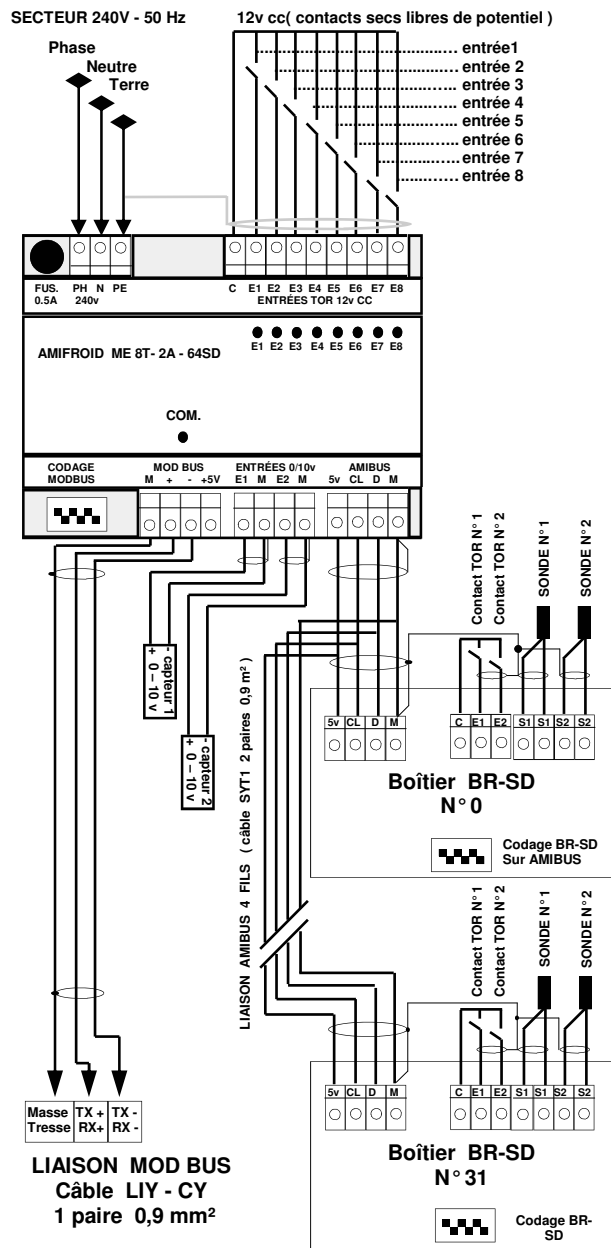 SECTEUR 240V - 50 Hz
12v cc( contacts secs libres de potentiel )
Phase
Neutre
Terre
entrée1
entrée 2
entrée 3
entrée 4
entrée 5
entrée 6
entrée 7
entrée 8
FUS. PH N PE
0.5A 240v
C E1 E2 E3 E4 E5 E6 E7 E8
ENTRÉES TOR 12v CC
AMIFROID ME 8T- 2A - 64SD
E1 E2 E3 E4 E5 E6 E7 E8
COM.
CODAGE
MODBUS
MOD BUS
M + - +5V
ENTRÉES 0/10v
E1 M E2 M
AMIBUS
5v CL D M
- capteur 1
+ 0 – 10 v
- capteur 2
+ 0 – 10 v
LIAISON AMIBUS 4 FILS ( câble SYT1 2 paires 0,9 m² )
Contact TOR N° 1
Contact TOR N° 2
SONDE N° 1
SONDE N° 2
5v CL D M
C E1 E2 S1 S1 S2 S2
Boîtier BR-SD
N° 0
Codage BR-SD
Sur AMIBUS
Contact TOR N° 1
Contact TOR N° 2
SONDE N° 1
SONDE N° 2
5v CL D M
C E1 E2 S1 S1 S2 S2
Boîtier BR-SD
N° 31
Codage BR-
SD
Masse TX + TX -
Tresse RX+ RX -
LIAISON MOD BUS
Câble LIY - CY
1 paire 0,9 mm²